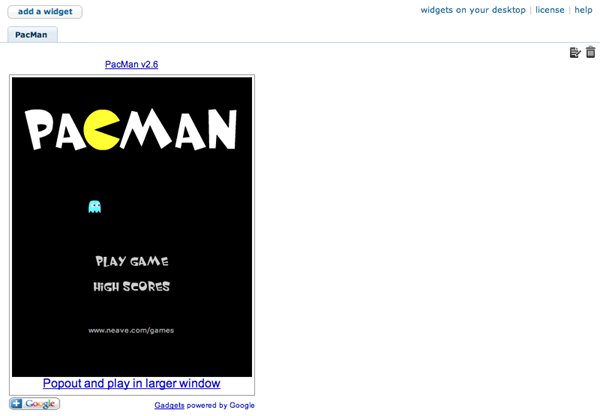 add a widget
widgets on your desktop | license | help
PacMan
PacMan v2.6
PACMAN
PLAY GAME
HIGH SCORES
www.neave.com/games
Popout and play in larger window
+ Google
Gadgets powered by Google